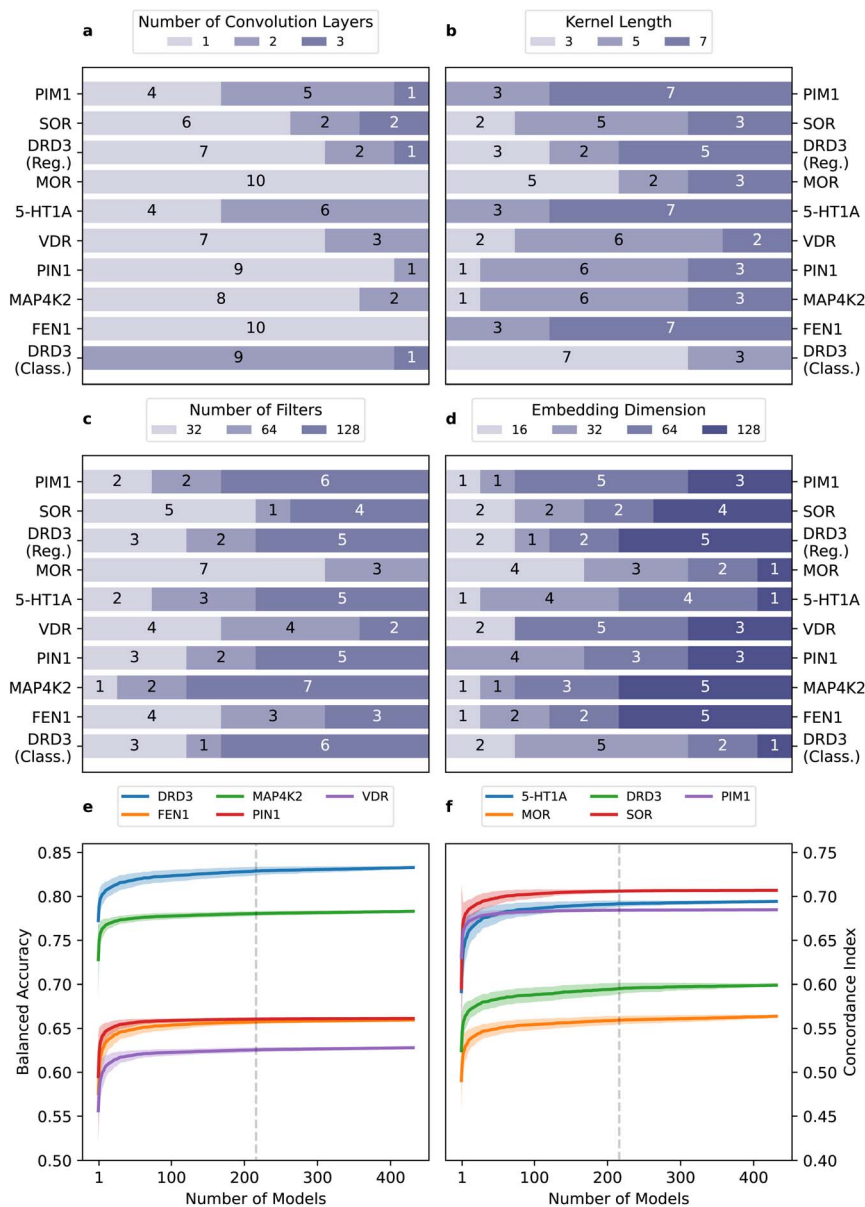 a
Number of Convolution Layers
1 2 3
PIM1 4 5 1
SOR 6 2 2
DRD3
(Reg.) 7 2 1
MOR 10
5-HT1A 4 6
VDR 7 3
PIN1 9 1
MAP4K2 8 2
FEN1 10
DRD3
(Class.) 9 1
b
Kernel Length
3 5 7
3 7 PIM1
2 5 3 SOR
3 2 5 DRD3
(Reg.)
5 2 3 MOR
3 7 5-HT1A
2 6 2 VDR
1 6 3 PIN1
1 6 3 MAP4K2
3 7 FEN1
7 3 DRD3
(Class.)
c
Number of Filters
32 64 128
PIM1 2 2 6
SOR 5 1 4
DRD3
(Reg.) 3 2 5
MOR 7 3
5-HT1A 2 3 5
VDR 4 4 2
PIN1 3 2 5
MAP4K2 1 2 7
FEN1 4 3 3
DRD3
(Class.) 3 1 6
d
Embedding Dimension
16 32 64 128
1 1 5 3 PIM1
2 2 2 4 SOR
2 1 2 5 DRD3
(Reg.)
4 3 2 1 MOR
1 4 4 1 5-HT1A
2 5 3 VDR
4 3 3 PIN1
1 1 3 5 MAP4K2
1 2 2 5 FEN1
2 5 2 1 DRD3
(Class.)
e
DRD3 MAP4K2 VDR
FEN1 PIN1
Balanced Accuracy
0.85
0.80
0.75
0.70
0.65
0.60
0.55
0.50
1 100 200 300 400
Number of Models
f
5-HT1A DRD3 PIM1
MOR SOR
0.75
0.70
0.65
0.60
0.55
0.50
0.45
0.40
Concordance Index
1 100 200 300 400
Number of Models